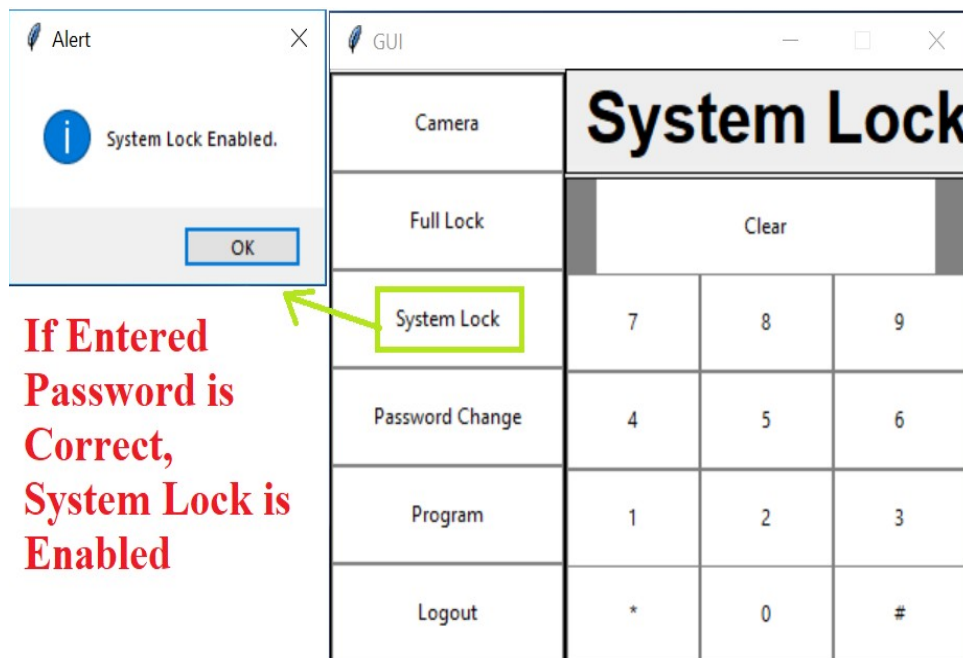 Alert
System Lock Enabled.
OK
If Entered
Password is
Correct,
System Lock is
Enabled
GUI
Camera
Full Lock
System Lock
Password Change
Program
Logout
System Lock
Clear
7 8 9
4 5 6
1 2 3
* 0 #